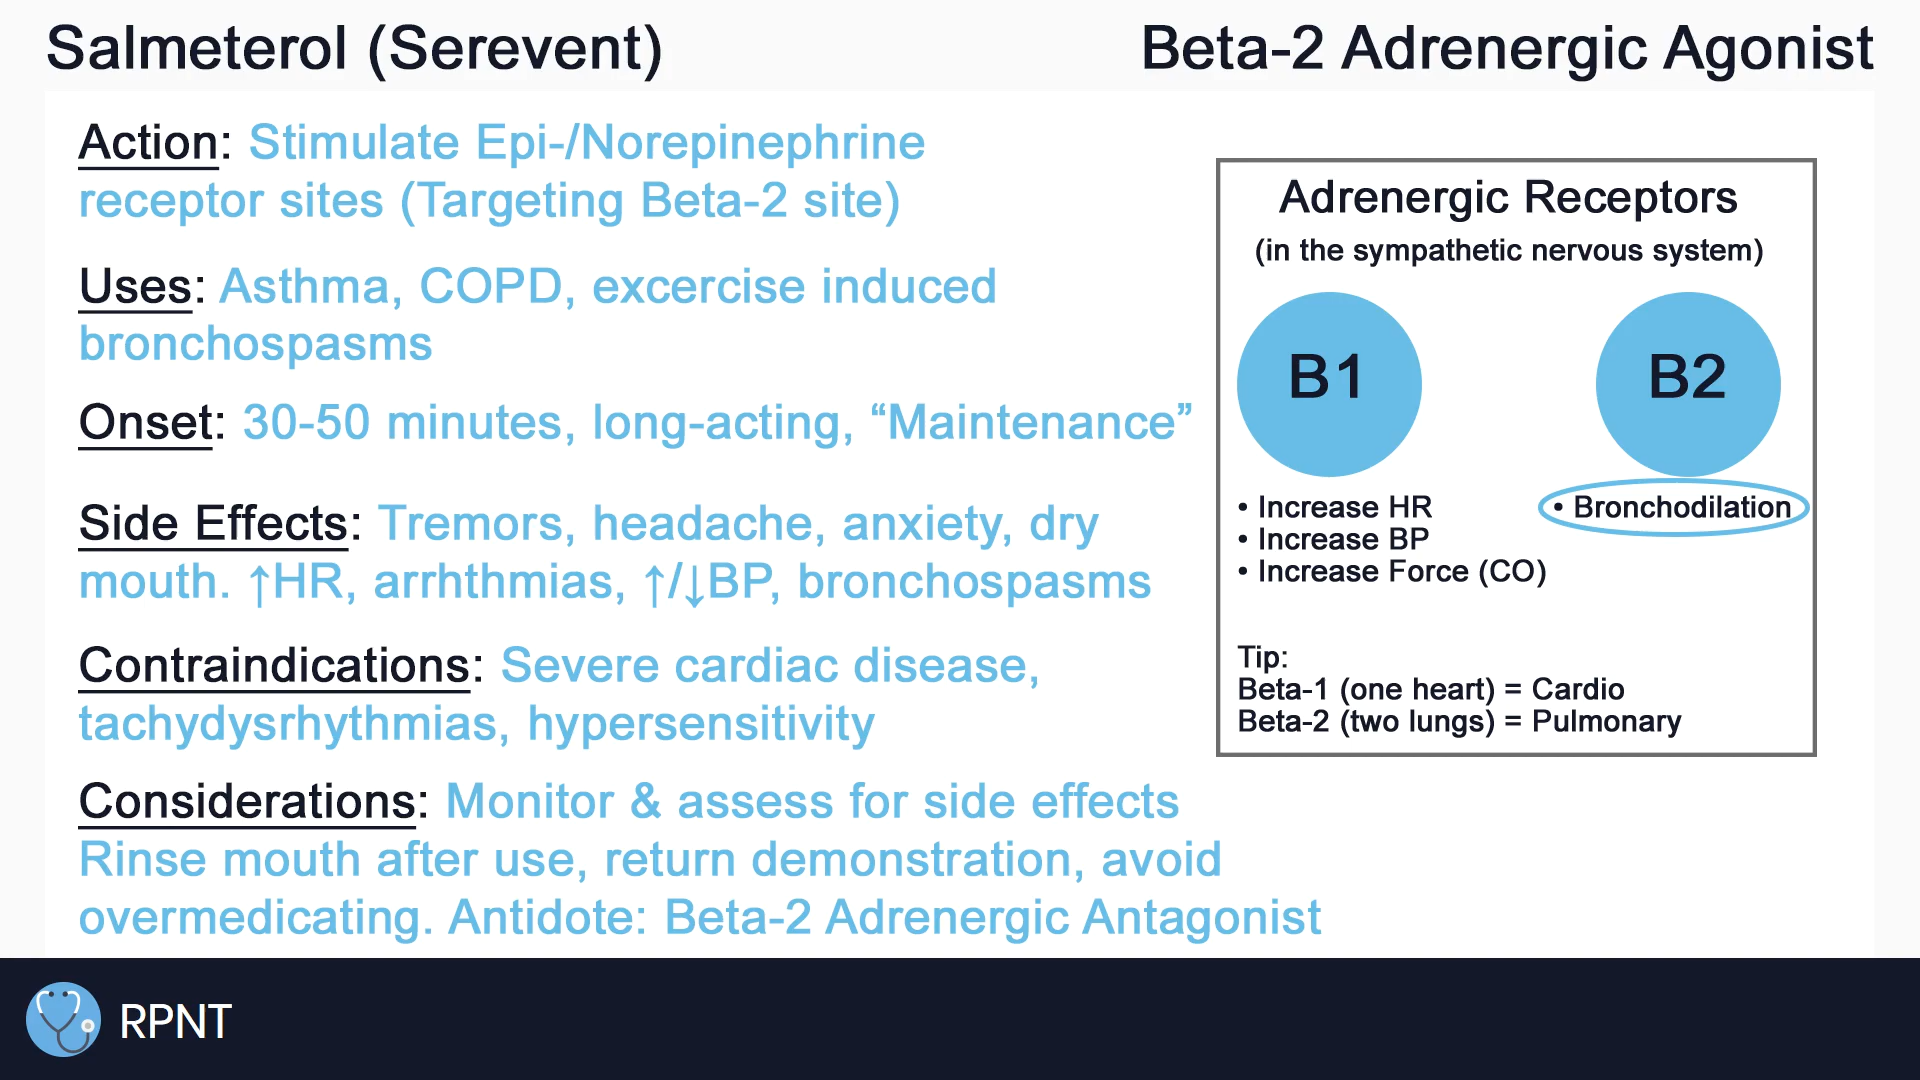 Salmeterol (Serevent)
Beta-2 Adrenergic Agonist
Action: Stimulate Epi-/Norepinephrine
receptor sites (Targeting Beta-2 site)
Uses: Asthma, COPD, excercise induced
bronchospasms
Onset: 30-50 minutes, long-acting, “Maintenance”
Side Effects: Tremors, headache, anxiety, dry
mouth. ↑HR, arrhthmias, ↑/↓BP, bronchospasms
Contraindications: Severe cardiac disease,
tachydysrhythmias, hypersensitivity
Considerations: Monitor & assess for side effects
Rinse mouth after use, return demonstration, avoid
overmedicating. Antidote: Beta-2 Adrenergic Antagonist
Adrenergic Receptors
(in the sympathetic nervous system)
B1
B2
• Increase HR
• Increase BP
• Increase Force (CO)
• Bronchodilation
Tip:
Beta-1 (one heart) = Cardio
Beta-2 (two lungs) = Pulmonary
RPNT